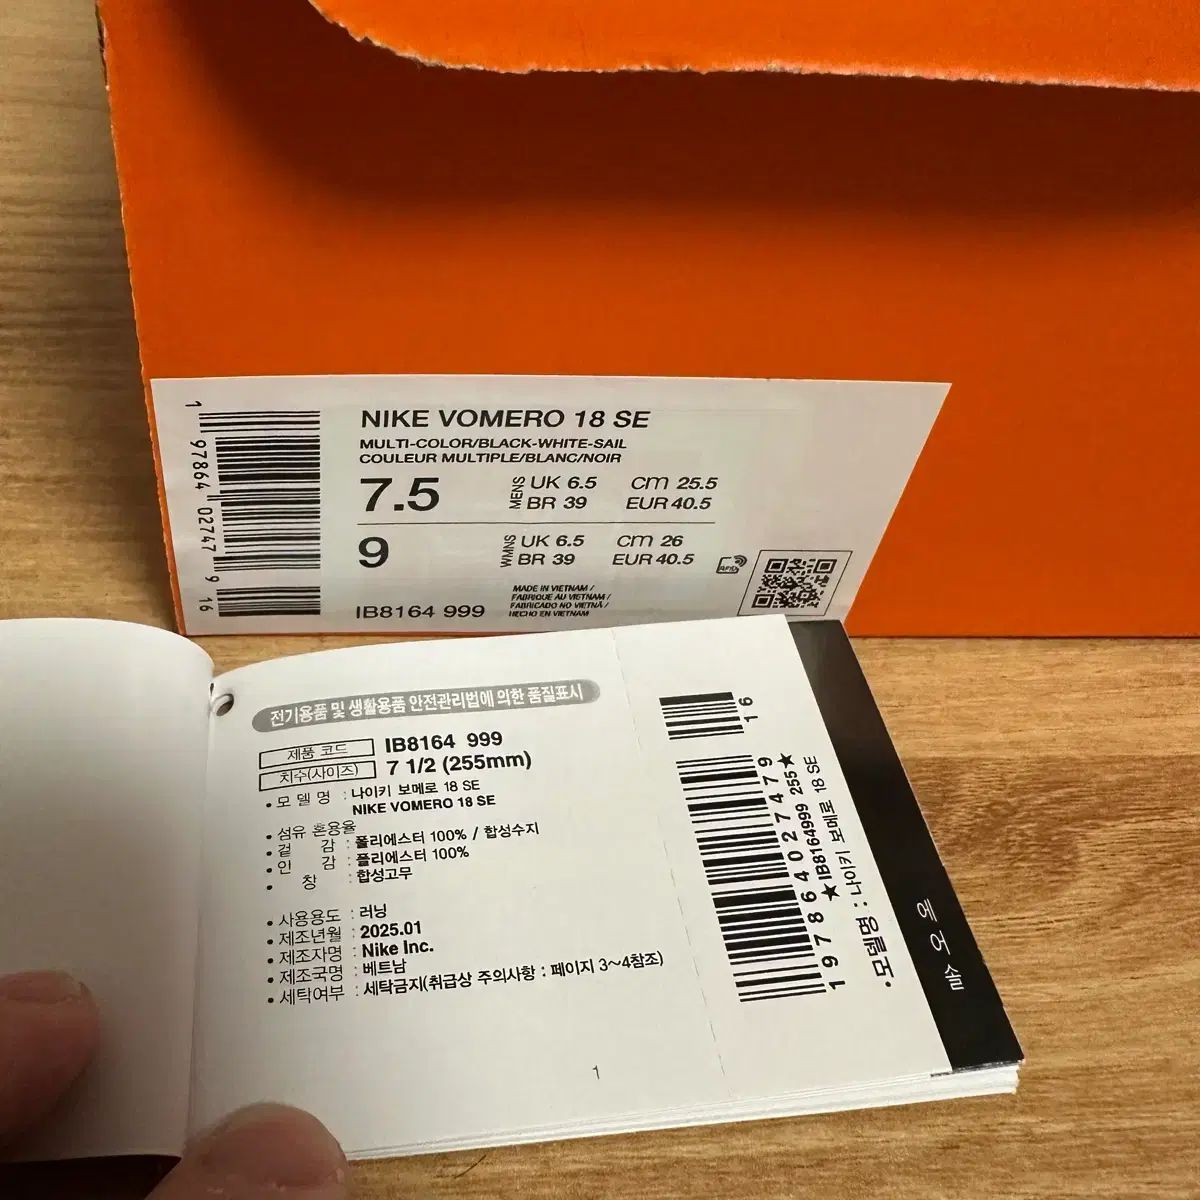 NIKE VOMERO 18 SE
MULTI-COLOR/BLACK-WHITE-SAIL
COULEUR MULTIPLE/BLANC/NOIR
7.5
MENS
UK 6.5 CM 25.5
BR 39 EUR 40.5
9
WMNS
UK 6.5 CM 26
BR 39 EUR 40.5
RFID
IB8164 999
MADE IN VIETNAM /
FABRIQUE AU VIETNAM /
FABRICADO NO VIETNÃ /
HECHO EN VIETNAM
1 97864 02747 9 16
전기용품 및 생활용품 안전관리법에 의한 품질표시
제품 코드 IB8164 999
치수(사이즈) 7 1/2 (255mm)
• 모 델 명 : 나이키 보메로 18 SE
NIKE VOMERO 18 SE
• 섬유 혼용율
• 겉 감 : 폴리에스터 100% / 합성수지
• 안 감 : 폴리에스터 100%
• 창 : 합성고무
• 사용용도 : 러닝
• 제조년월 : 2025.01
• 제조자명 : Nike Inc.
• 제조국명 : 베트남
• 세탁여부 : 세탁금지(취급상 주의사항 : 페이지 3~4참조)
1
16
197864027479
★IB8164999 255★
• 모델명 : 나이키 보메로 18 SE
에어솔